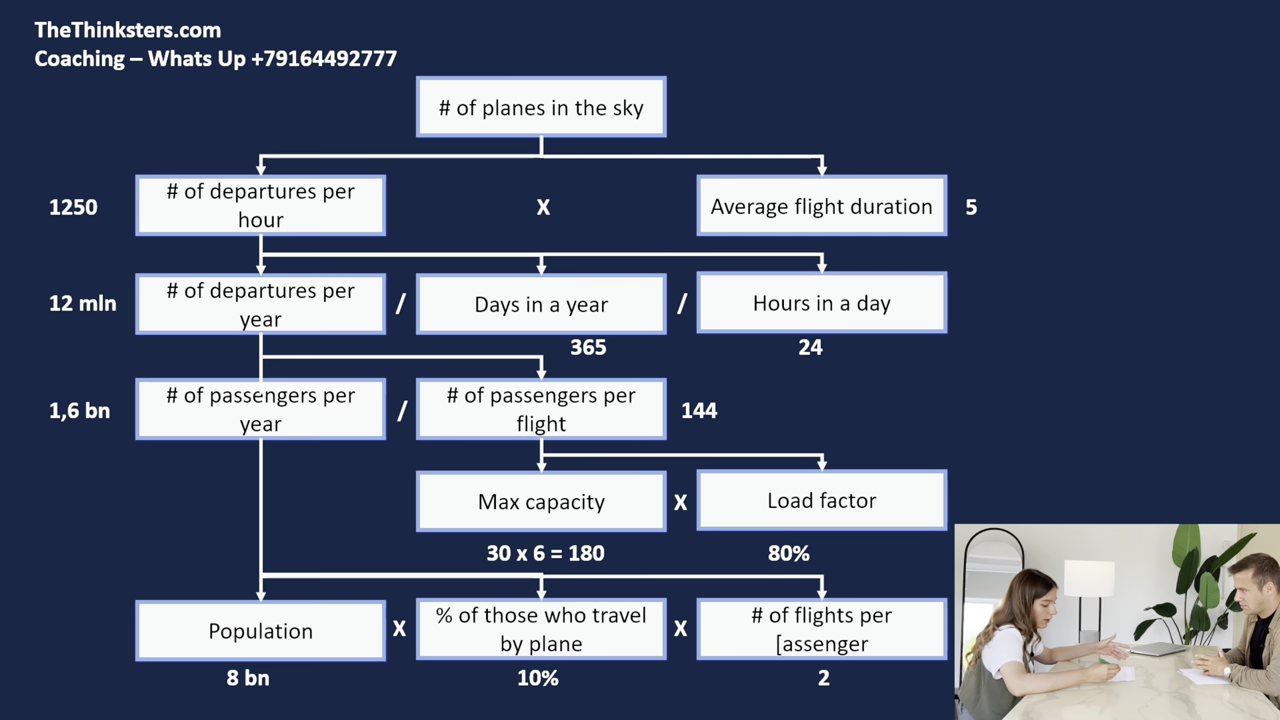 TheThinksters.com
Coaching – Whats Up +79164492777
# of planes in the sky
1250
# of departures per
hour
X
Average flight duration
5
12 mln
# of departures per
year
/
Days in a year
/
Hours in a day
365
24
1,6 bn
# of passengers per
year
/
# of passengers per
flight
144
Max capacity
X
Load factor
30 x 6 = 180
80%
Population
X
% of those who travel
by plane
X
# of flights per
[assenger
8 bn
10%
2